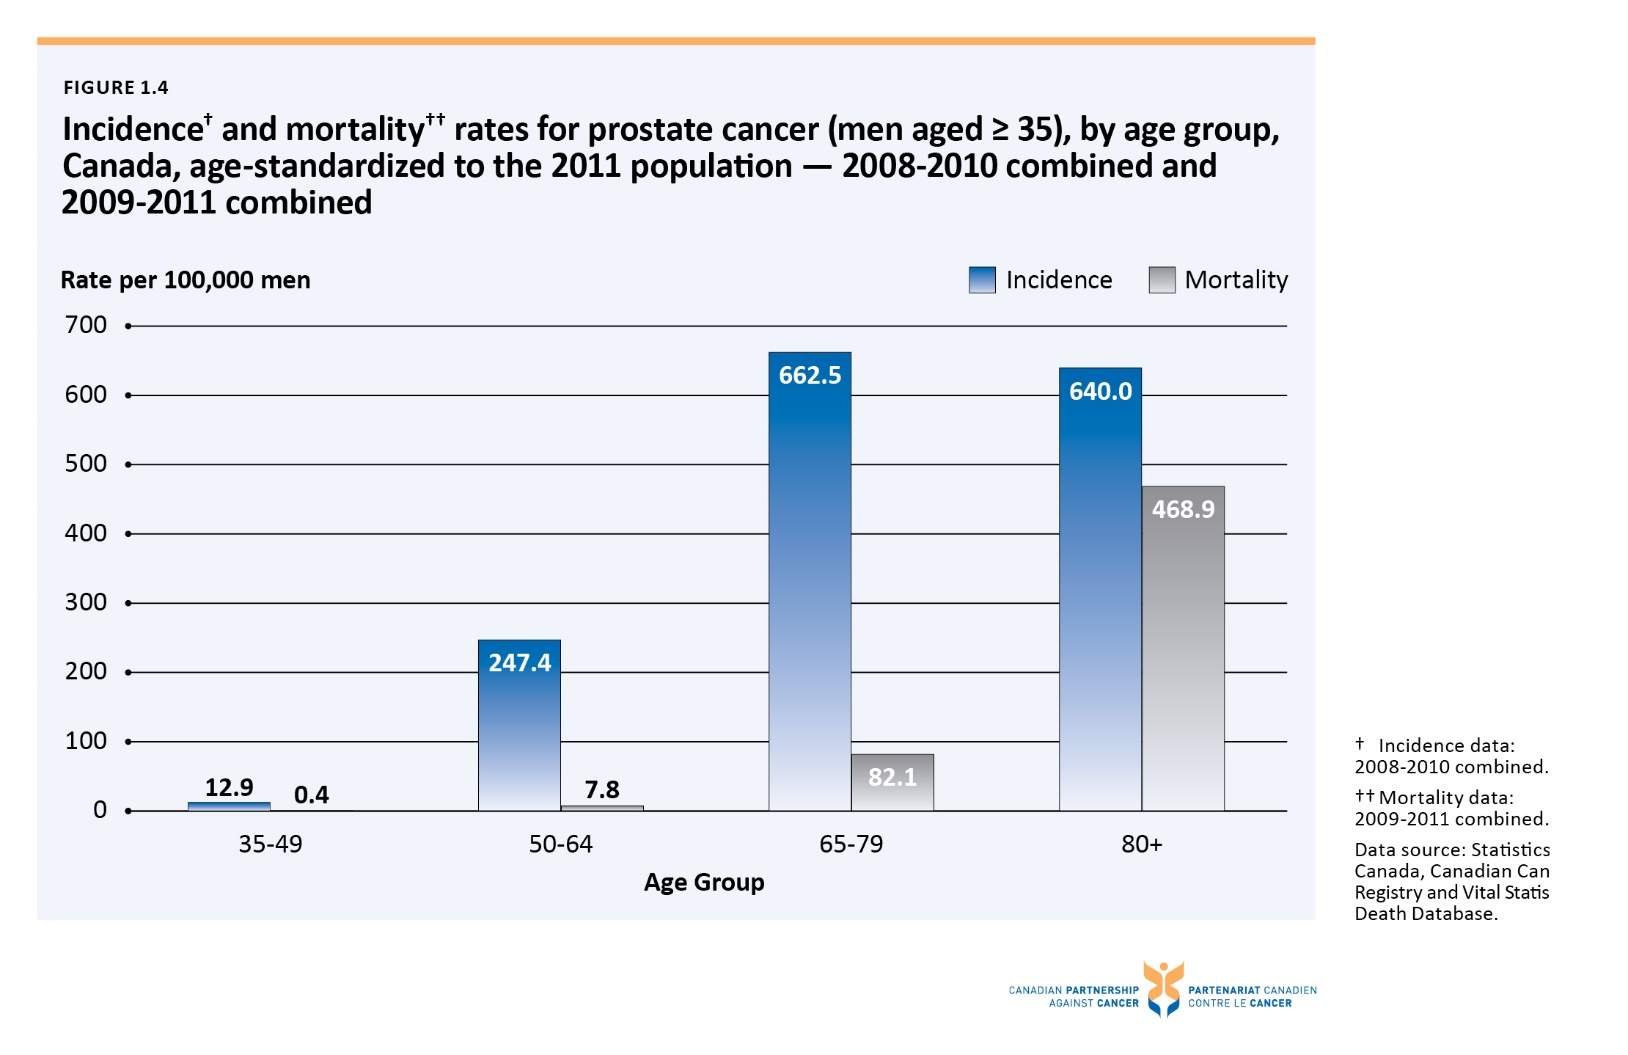 FIGURE 1.4
Incidence† and mortality†† rates for prostate cancer (men aged ≥ 35), by age group,
Canada, age-standardized to the 2011 population — 2008-2010 combined and
2009-2011 combined
Rate per 100,000 men
Incidence
Mortality
700
600
500
400
300
200
100
0
12.9
0.4
247.4
7.8
662.5
82.1
640.0
468.9
35-49
50-64
65-79
80+
Age Group
† Incidence data:
2008-2010 combined.
†† Mortality data:
2009-2011 combined.
Data source: Statistics
Canada, Canadian Can
Registry and Vital Statis
Death Database.
CANADIAN PARTNERSHIP
AGAINST CANCER
PARTENARIAT CANADIEN
CONTRE LE CANCER